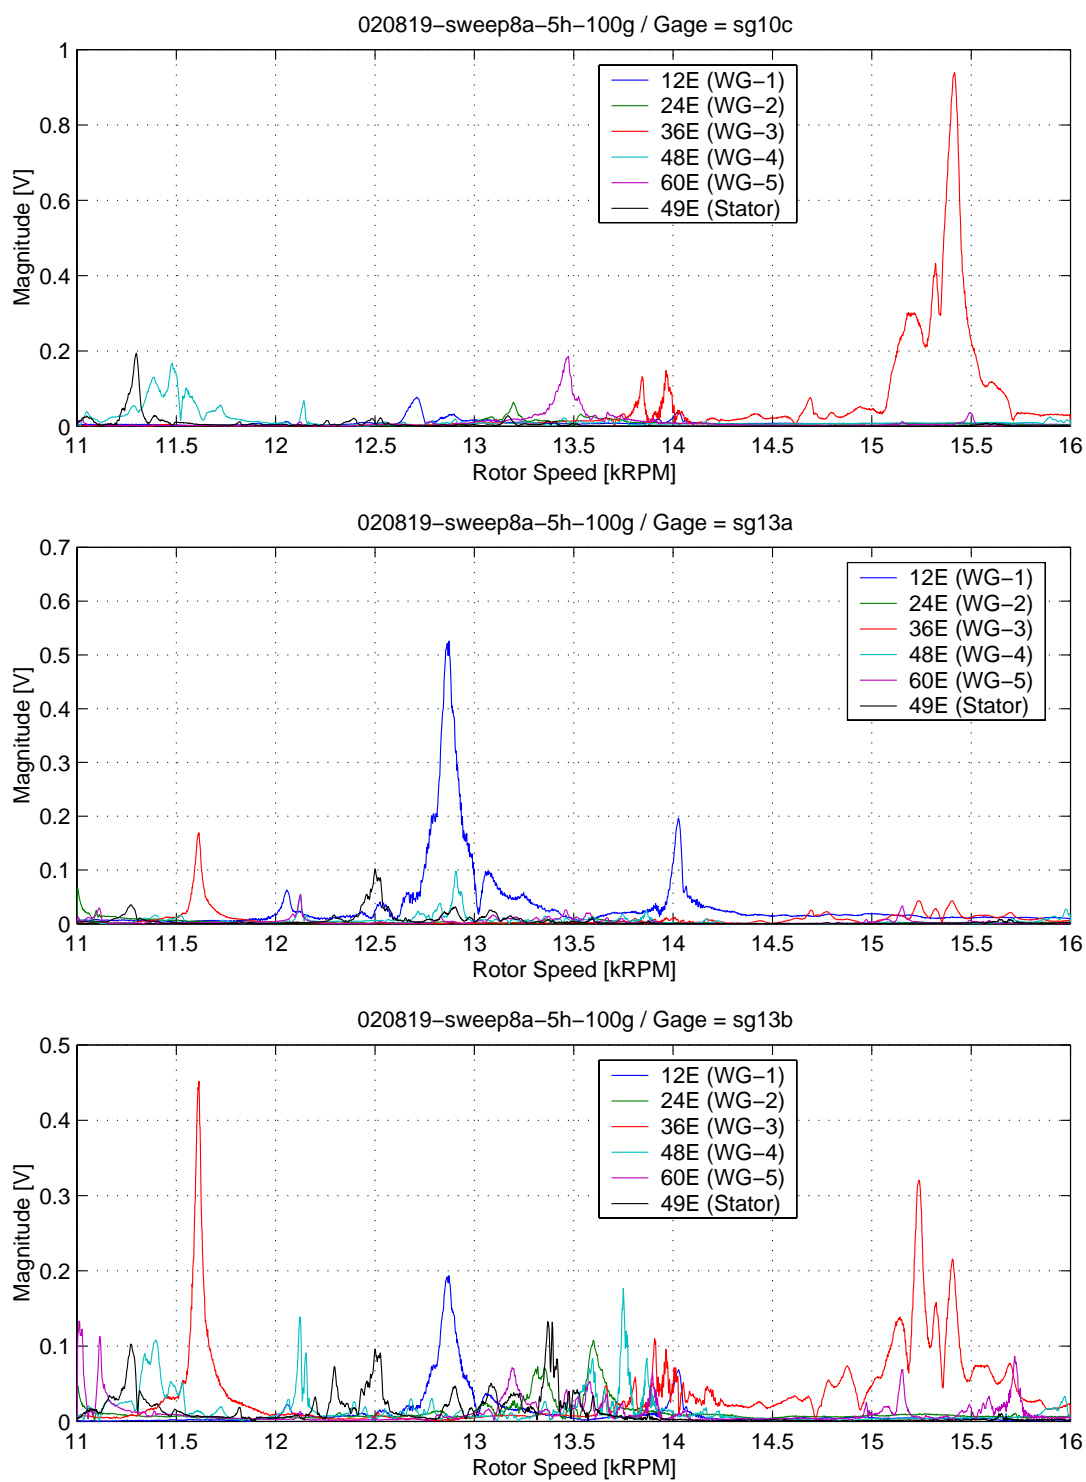 020819−sweep8a−5h−100g / Gage = sg10c
1
0.8
0.6
0.4
0.2
0
Magnitude [V]
12E (WG−1)
24E (WG−2)
36E (WG−3)
48E (WG−4)
60E (WG−5)
49E (Stator)
11 11.5 12 12.5 13 13.5 14 14.5 15 15.5 16
Rotor Speed [kRPM]
020819−sweep8a−5h−100g / Gage = sg13a
0.7
0.6
0.5
0.4
0.3
0.2
0.1
0
Magnitude [V]
12E (WG−1)
24E (WG−2)
36E (WG−3)
48E (WG−4)
60E (WG−5)
49E (Stator)
11 11.5 12 12.5 13 13.5 14 14.5 15 15.5 16
Rotor Speed [kRPM]
020819−sweep8a−5h−100g / Gage = sg13b
0.5
0.4
0.3
0.2
0.1
0
Magnitude [V]
12E (WG−1)
24E (WG−2)
36E (WG−3)
48E (WG−4)
60E (WG−5)
49E (Stator)
11 11.5 12 12.5 13 13.5 14 14.5 15 15.5 16
Rotor Speed [kRPM]